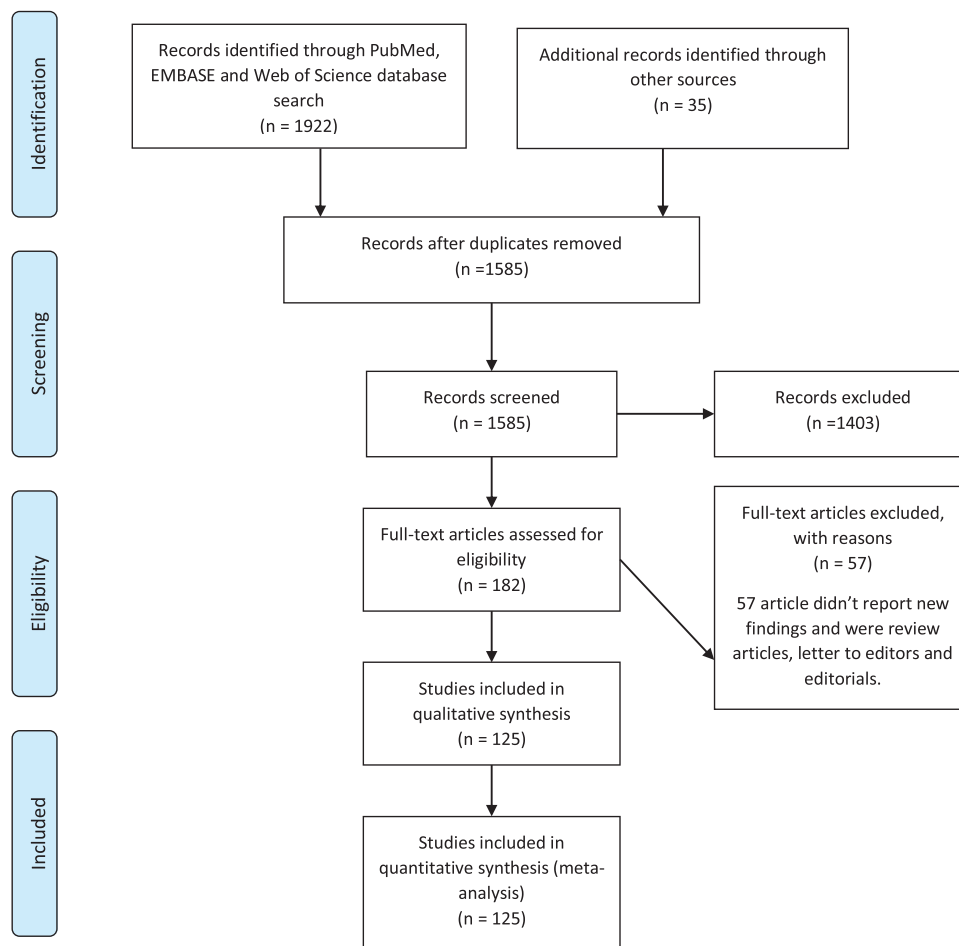 Identification
Records identified through PubMed,
EMBASE and Web of Science database
search
(n = 1922)
Additional records identified through
other sources
(n = 35)
Records after duplicates removed
(n =1585)
Screening
Records screened
(n = 1585)
Records excluded
(n =1403)
Eligibility
Full-text articles assessed for
eligibility
(n = 182)
Full-text articles excluded,
with reasons
(n = 57)
57 article didn’t report new
findings and were review
articles, letter to editors and
editorials.
Studies included in
qualitative synthesis
(n = 125)
Included
Studies included in
quantitative synthesis (meta-
analysis)
(n = 125)